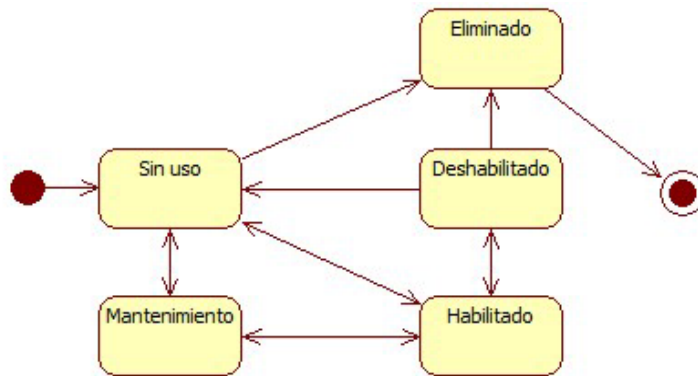 Eliminado
Sin uso
Deshabilitado
Mantenimiento
Habilitado